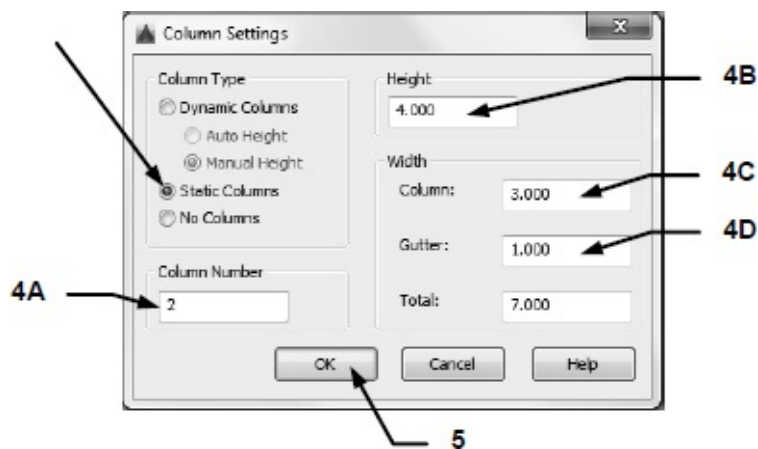 Column Settings
x
Column Type
Dynamic Columns
Auto Height
Manual Height
Static Columns
No Columns
Column Number
2
Height
4.000
Width
Column: 3.000
Gutter: 1.000
Total: 7.000
OK Cancel Help
4A
4B
4C
4D
5